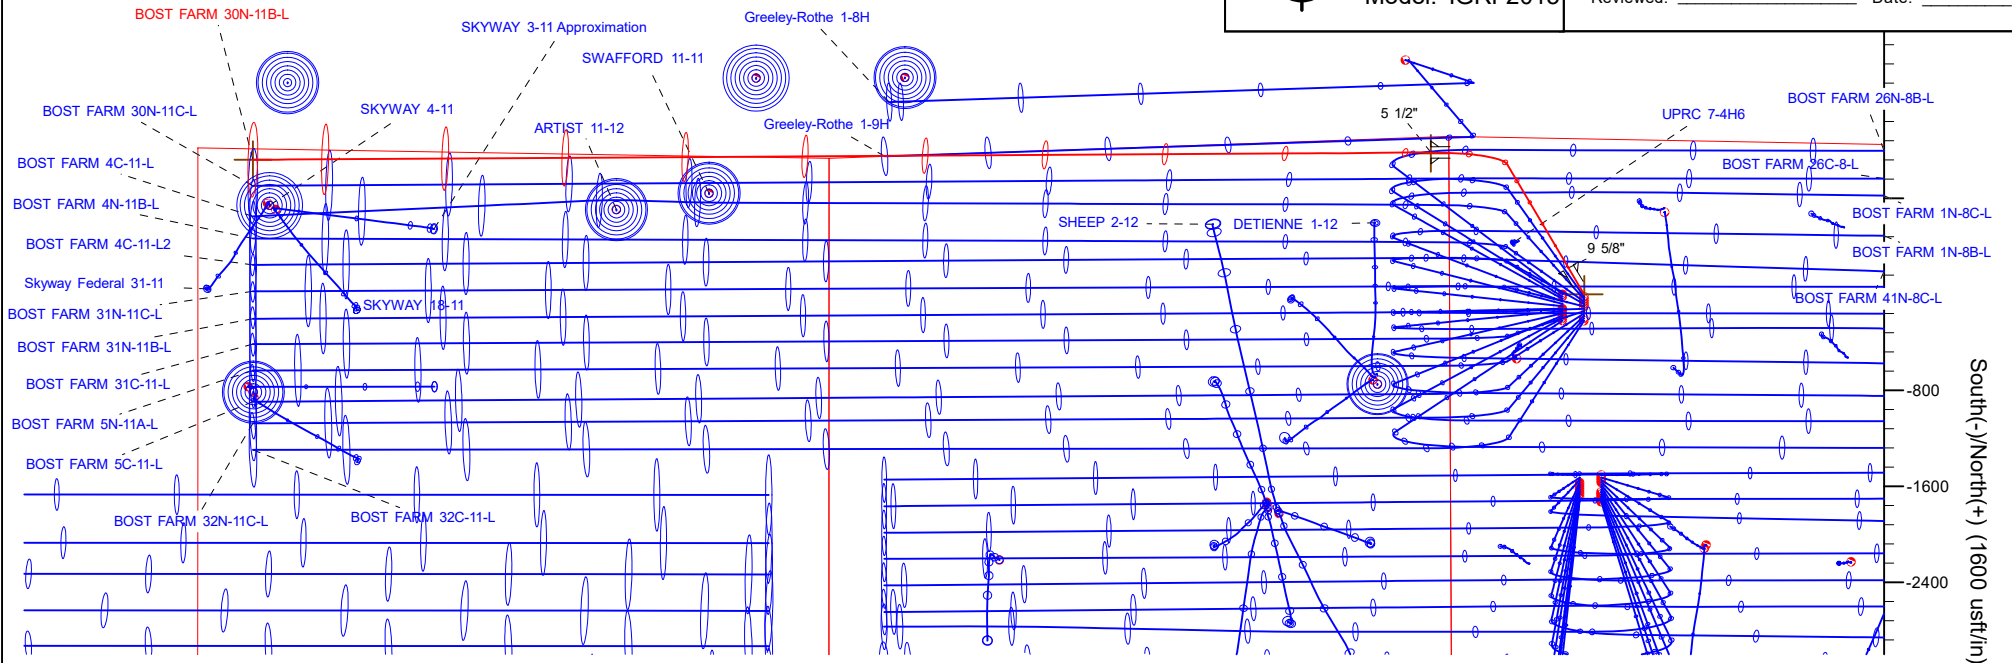 Reviewed: Date:
BOST FARM 30N-11B-L
SKYWAY 3-11 Approximation
Greeley-Rothe 1-8H
SWAFFORD 11-11
BOST FARM 30N-11C-L
SKYWAY 4-11
ARTIST 11-12
Greeley-Rothe 1-9H
5 1/2"
UPRC 7-4H6
BOST FARM 26N-8B-L
BOST FARM 4C-11-L
BOST FARM 26C-8-L
BOST FARM 4N-11B-L
SHEEP 2-12
DETIENNE 1-12
BOST FARM 1N-8C-L
BOST FARM 4C-11-L2
9 5/8"
BOST FARM 1N-8B-L
Skyway Federal 31-11
BOST FARM 41N-8C-L
SKYWAY 18-11
BOST FARM 31N-11C-L
BOST FARM 31N-11B-L
BOST FARM 31C-11-L
-800
BOST FARM 5N-11A-L
BOST FARM 5C-11-L
-1600
BOST FARM 32N-11C-L
BOST FARM 32C-11-L
-2400
South(-)/North(+) (1600 usft/in)